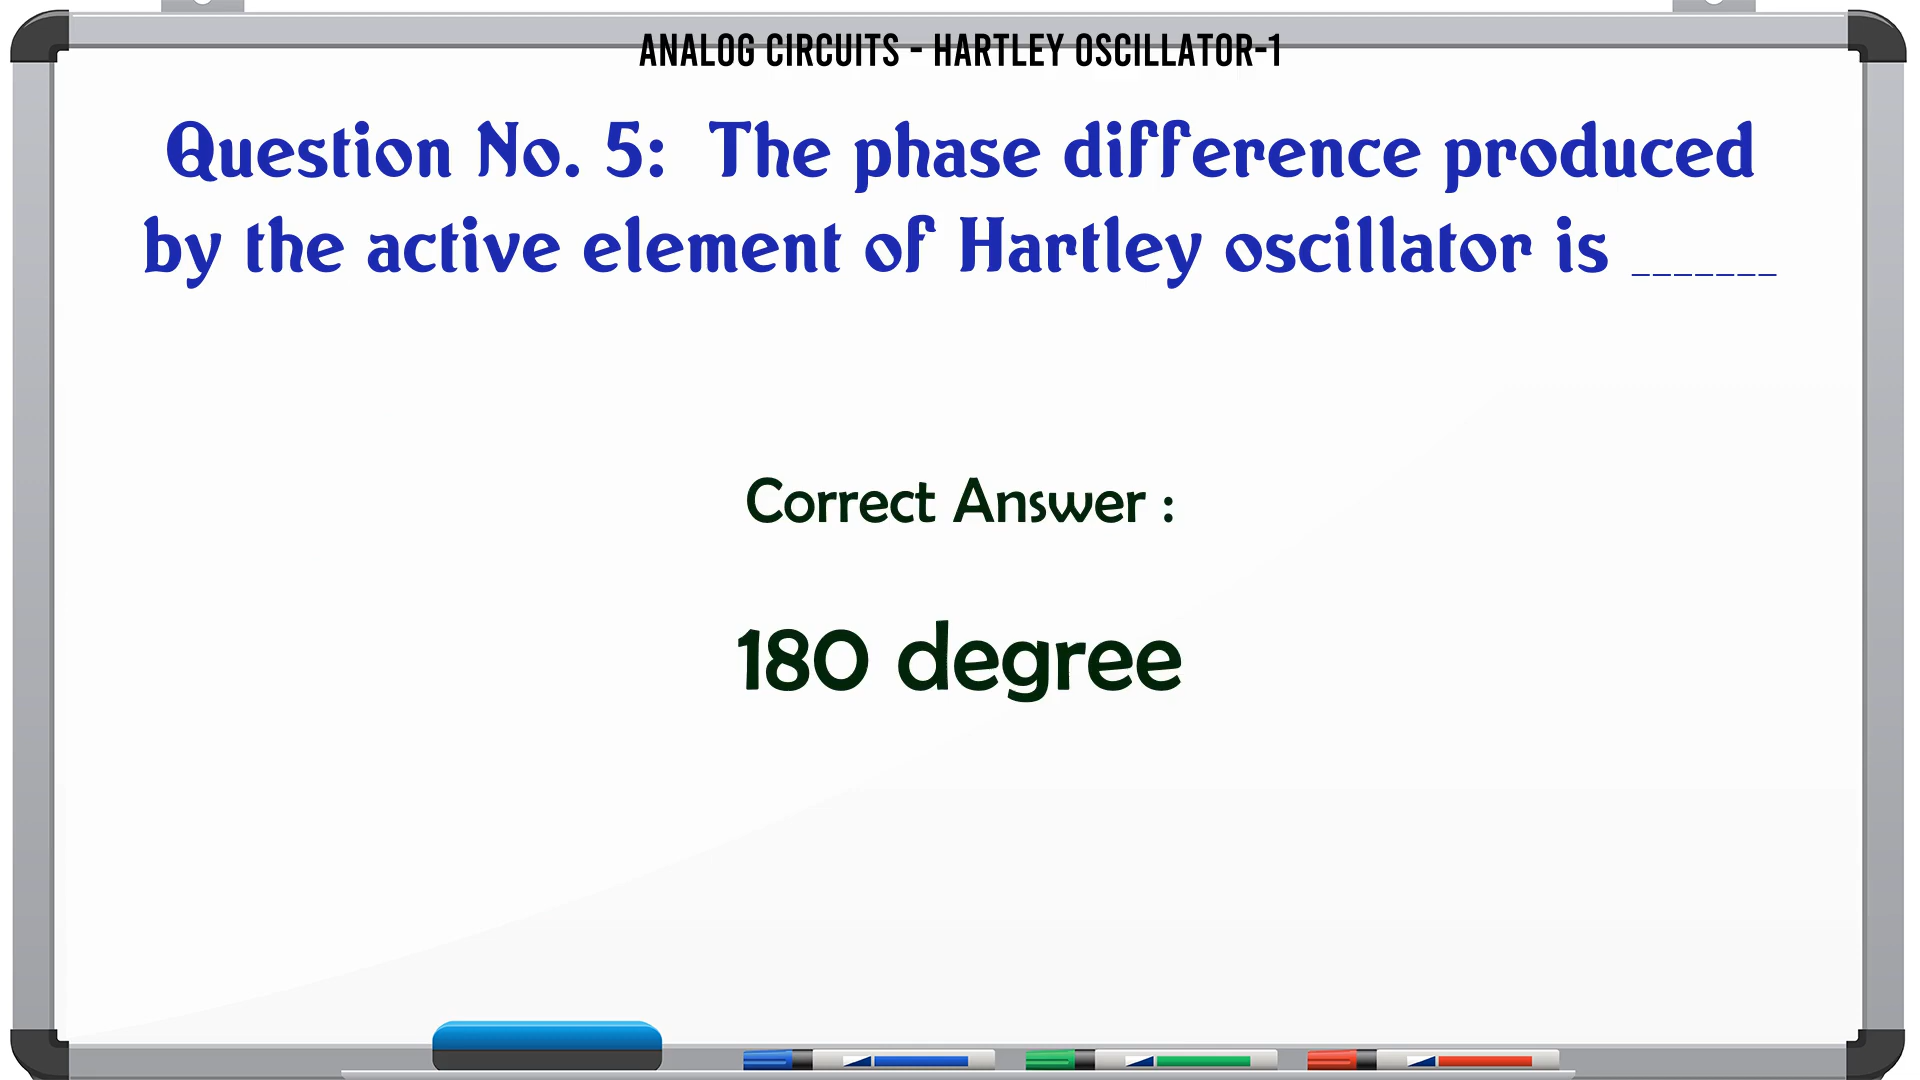 ANALOG CIRCUITS - HARTLEY OSCILLATOR-1
Question No. 5: The phase difference produced
by the active element of Hartley oscillator is _______
Correct Answer :
180 degree